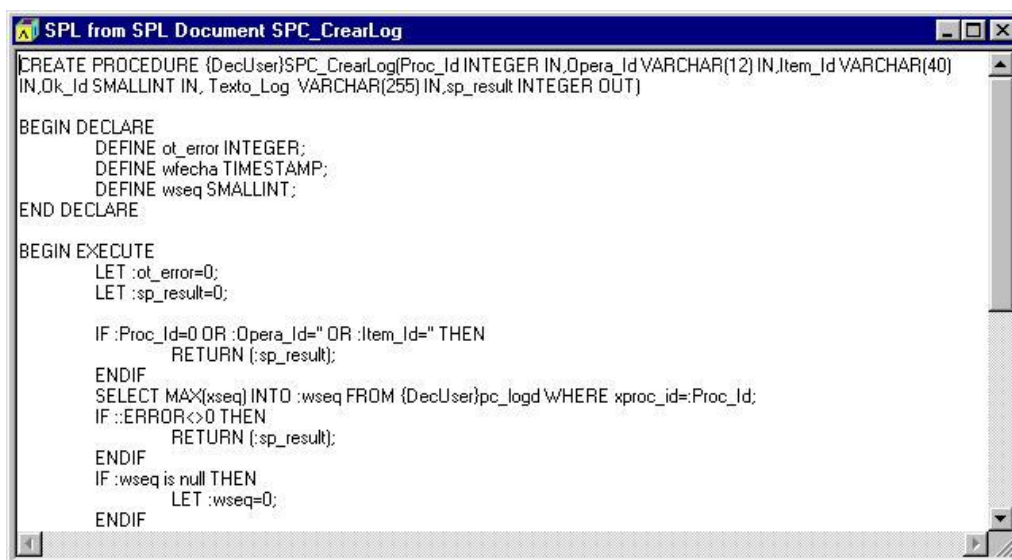 SPL from SPL Document SPC_CrearLog
CREATE PROCEDURE {DecUser}SPC_CrearLog(Proc_Id INTEGER IN,Opera_Id VARCHAR(12) IN,Item_Id VARCHAR(40)
IN,Ok_Id SMALLINT IN, Texto_Log VARCHAR(255) IN,sp_result INTEGER OUT)
BEGIN DECLARE
DEFINE ot_error INTEGER;
DEFINE wfecha TIMESTAMP;
DEFINE wseq SMALLINT;
END DECLARE
BEGIN EXECUTE
LET :ot_error=0;
LET :sp_result=0;
IF :Proc_Id=0 OR :Opera_Id='' OR :Item_Id='' THEN
RETURN (:sp_result);
ENDIF
SELECT MAX(xseq) INTO :wseq FROM {DecUser}pc_logd WHERE xproc_id=:Proc_Id;
IF ::ERROR<>0 THEN
RETURN (:sp_result);
ENDIF
IF :wseq is null THEN
LET :wseq=0;
ENDIF